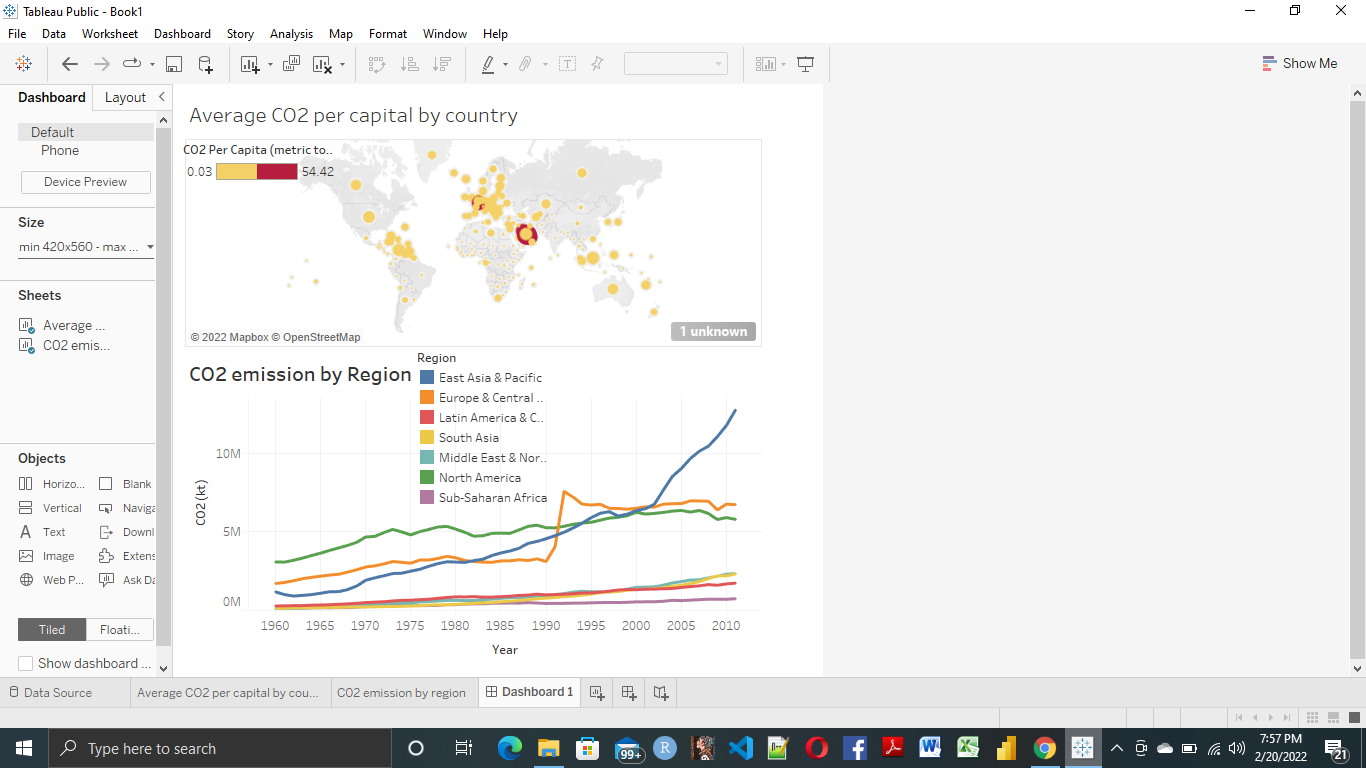 Tableau Public - Book1
File Data Worksheet Dashboard Story Analysis Map Format Window Help
Show Me
Dashboard Layout
Default
Phone
Device Preview
Size
min 420x560 - max ...
Sheets
Average ...
CO2 emis...
Objects
Horizo... Blank
Vertical Naviga
Text Downl
Image Extens
Web P... Ask Da
Tiled Floati...
Show dashboard ...
Average CO2 per capital by country
CO2 Per Capita (metric to..
0.03 54.42
© 2022 Mapbox © OpenStreetMap
1 unknown
CO2 emission by Region
Region
East Asia & Pacific
Europe & Central ..
Latin America & C..
South Asia
Middle East & Nor..
North America
Sub-Saharan Africa
CO2 (kt)
10M
5M
0M
1960 1965 1970 1975 1980 1985 1990 1995 2000 2005 2010
Year
Data Source Average CO2 per capital by cou... CO2 emission by region Dashboard 1
Type here to search
99+
R
7:57 PM
2/20/2022
21